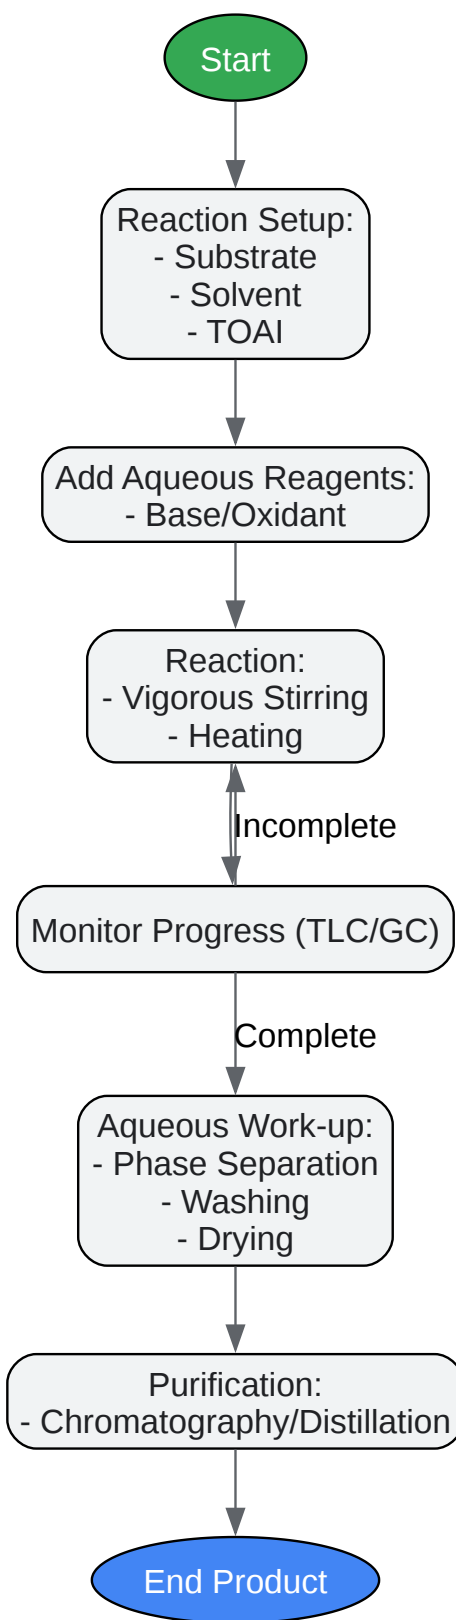 Start
Reaction Setup:
- Substrate
- Solvent
- TOAI
Add Aqueous Reagents:
- Base/Oxidant
Reaction:
- Vigorous Stirring
- Heating
Incomplete
Monitor Progress (TLC/GC)
Complete
Aqueous Work-up:
- Phase Separation
- Washing
- Drying
Purification:
- Chromatography/Distillation
End Product